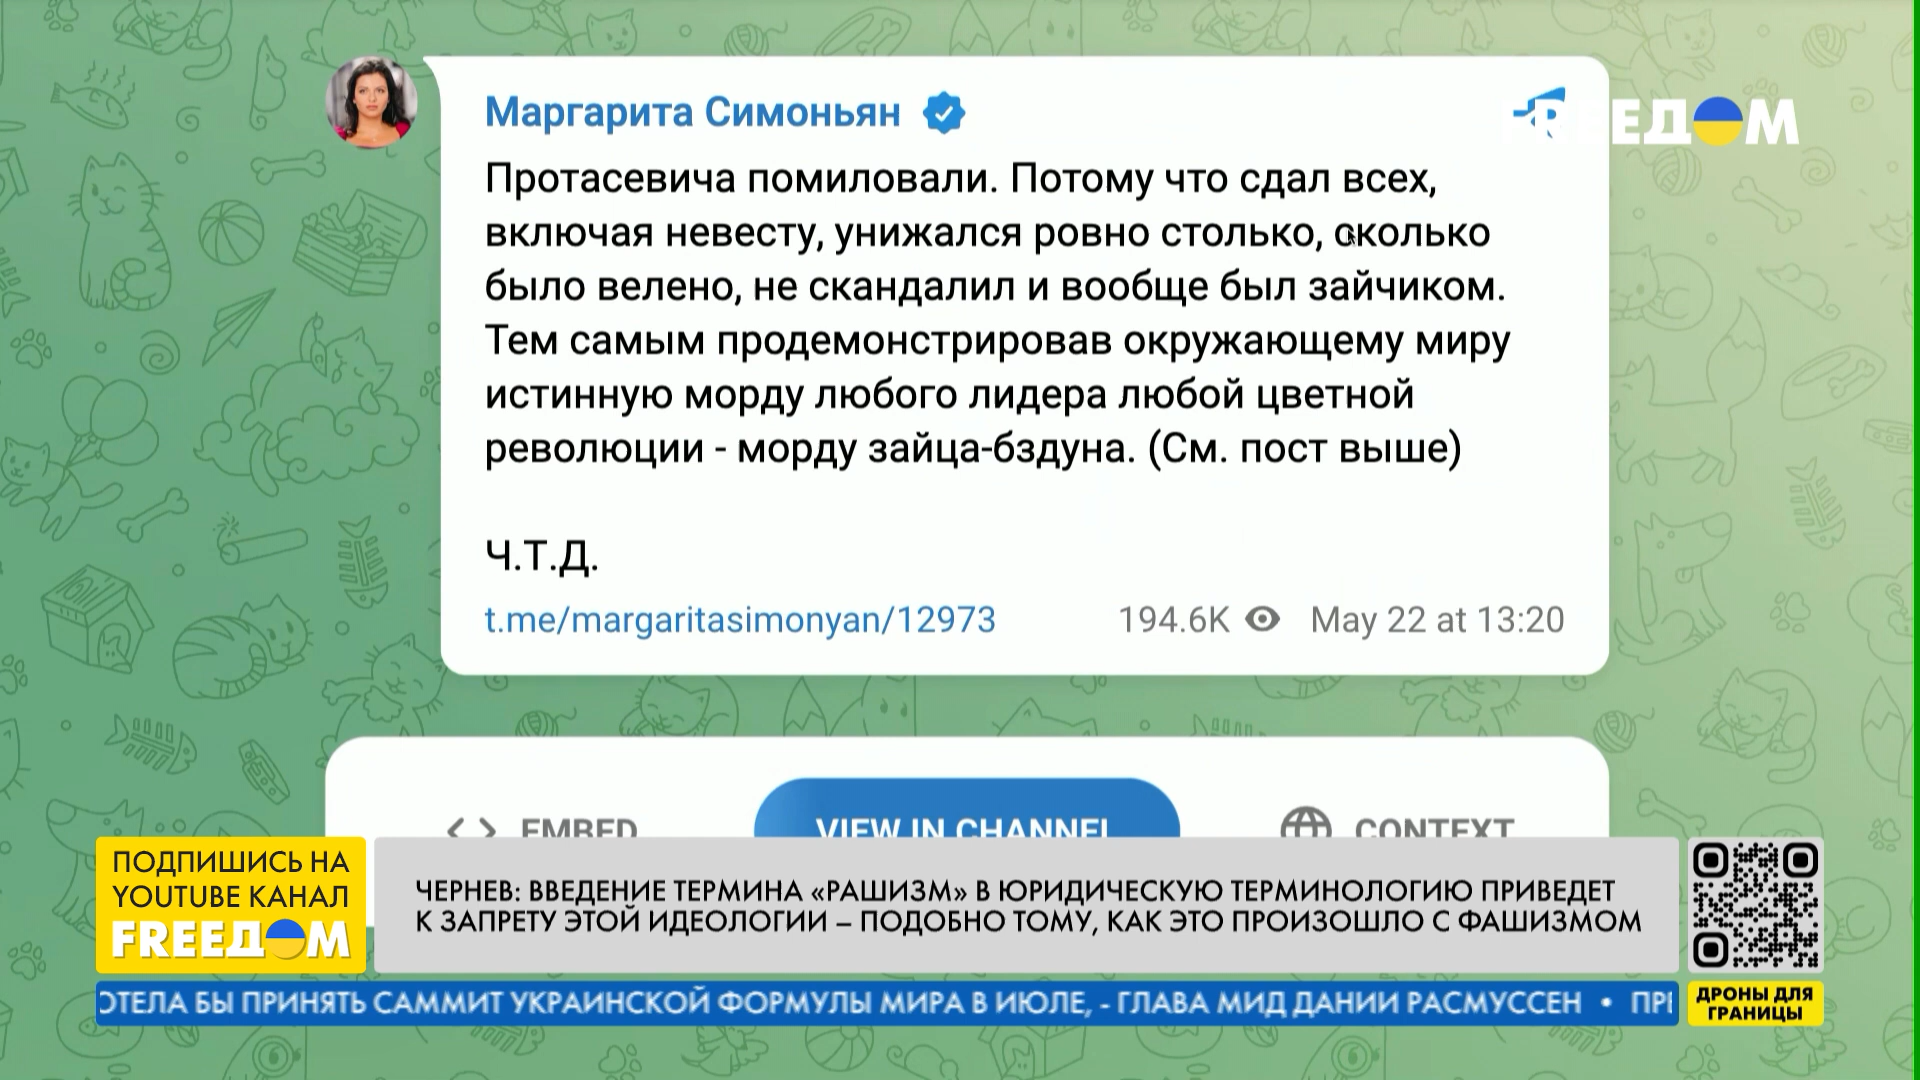 Маргарита Симоньян
FREEДОМ
Протасевича помиловали. Потому что сдал всех,
включая невесту, унижался ровно столько, сколько
было велено, не скандалил и вообще был зайчиком.
Тем самым продемонстрировав окружающему миру
истинную морду любого лидера любой цветной
революции - морду зайца-бздуна. (См. пост выше)
Ч.Т.Д.
t.me/margaritasimonyan/12973 194.6K May 22 at 13:20
EMBED VIEW IN CHANNEL CONTEXT
ПОДПИШИСЬ НА
YOUTUBE КАНАЛ
FREEДОМ
ЧЕРНЕВ: ВВЕДЕНИЕ ТЕРМИНА «РАШИЗМ» В ЮРИДИЧЕСКУЮ ТЕРМИНОЛОГИЮ ПРИВЕДЕТ
К ЗАПРЕТУ ЭТОЙ ИДЕОЛОГИИ – ПОДОБНО ТОМУ, КАК ЭТО ПРОИЗОШЛО С ФАШИЗМОМ
ОТЕЛА БЫ ПРИНЯТЬ САММИТ УКРАИНСКОЙ ФОРМУЛЫ МИРА В ИЮЛЕ, - ГЛАВА МИД ДАНИИ РАСМУССЕН •
ДРОНЫ ДЛЯ
ГРАНИЦЫ